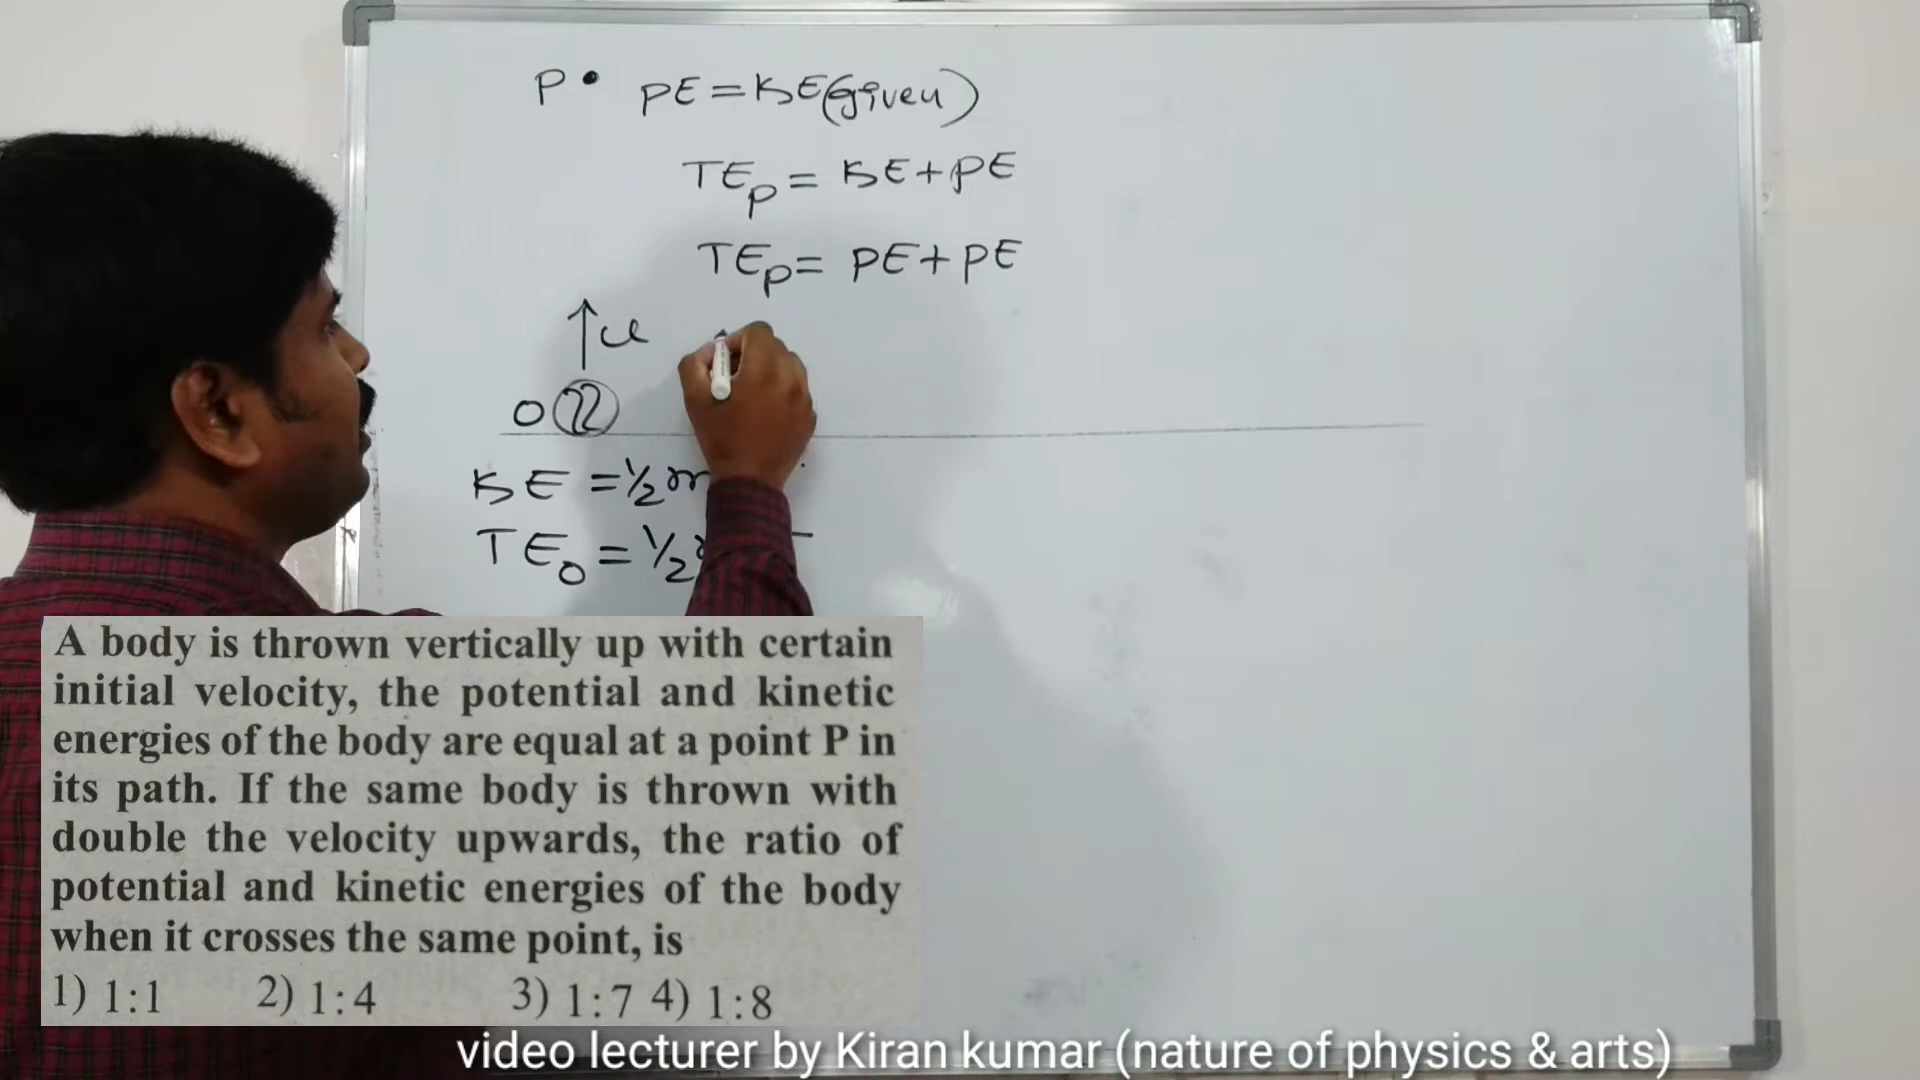 P• PE = KE(given)
TEp = KE + PE
TEp = PE + PE
↑u
O
KE = ½ m
TE₀ = ½
A body is thrown vertically up with certain
initial velocity, the potential and kinetic
energies of the body are equal at a point P in
its path. If the same body is thrown with
double the velocity upwards, the ratio of
potential and kinetic energies of the body
when it crosses the same point, is
1) 1:1 2) 1:4 3) 1:7 4) 1:8
video lecturer by Kiran kumar (nature of physics & arts)